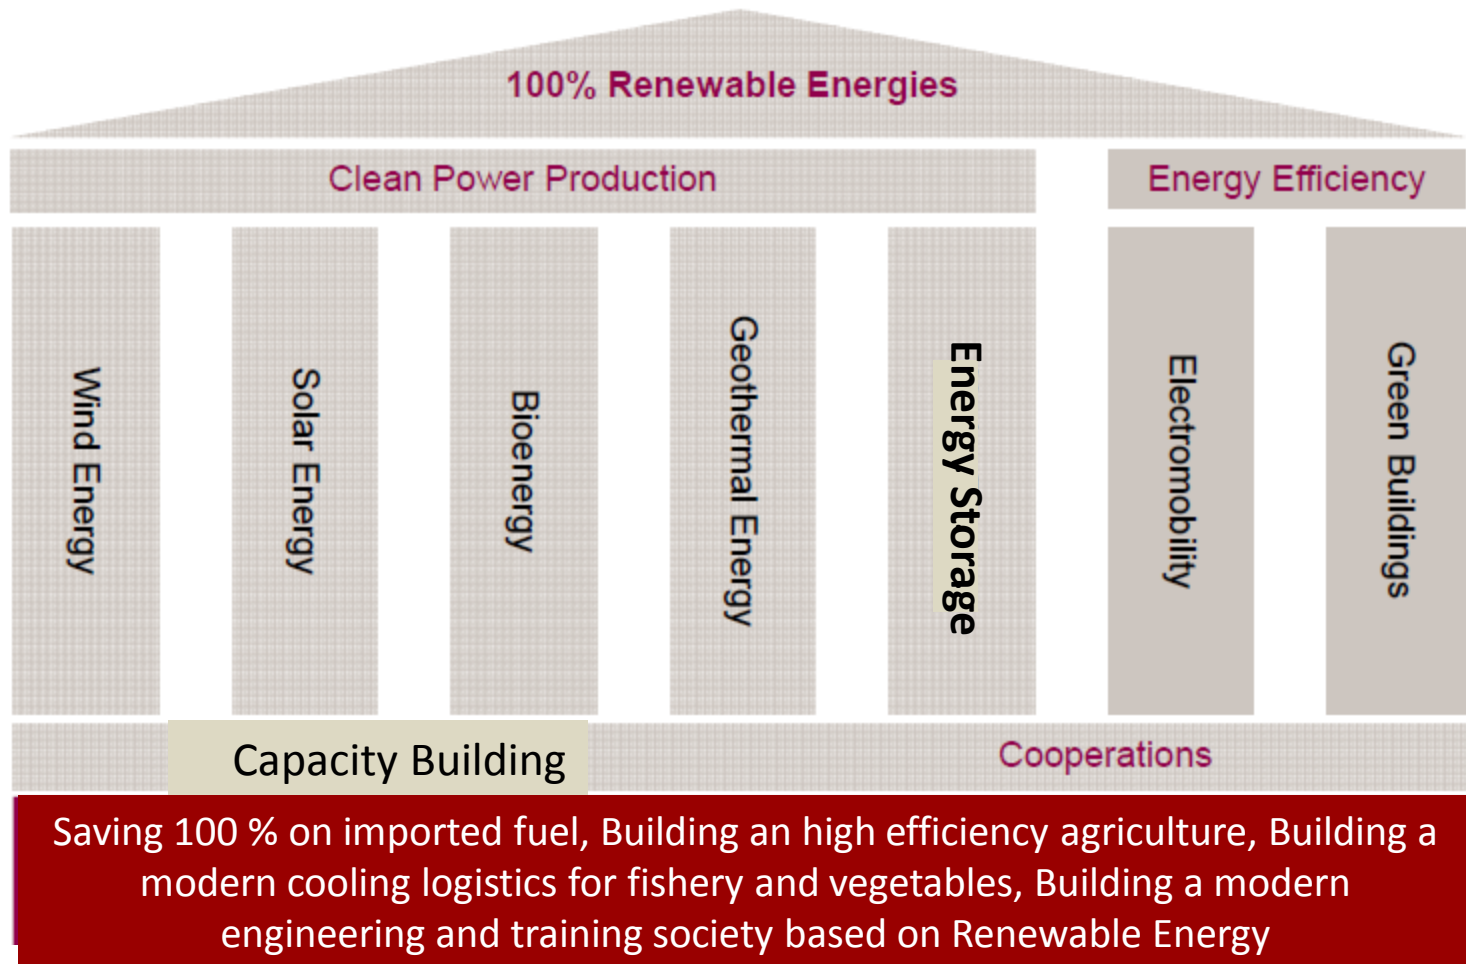 100% Renewable Energies
Clean Power Production
Energy Efficiency
Wind Energy
Solar Energy
Bioenergy
Geothermal Energy
Energy Storage
Electromobility
Green Buildings
Capacity Building
Cooperations
Saving 100 % on imported fuel, Building an high efficiency agriculture, Building a
modern cooling logistics for fishery and vegetables, Building a modern
engineering and training society based on Renewable Energy